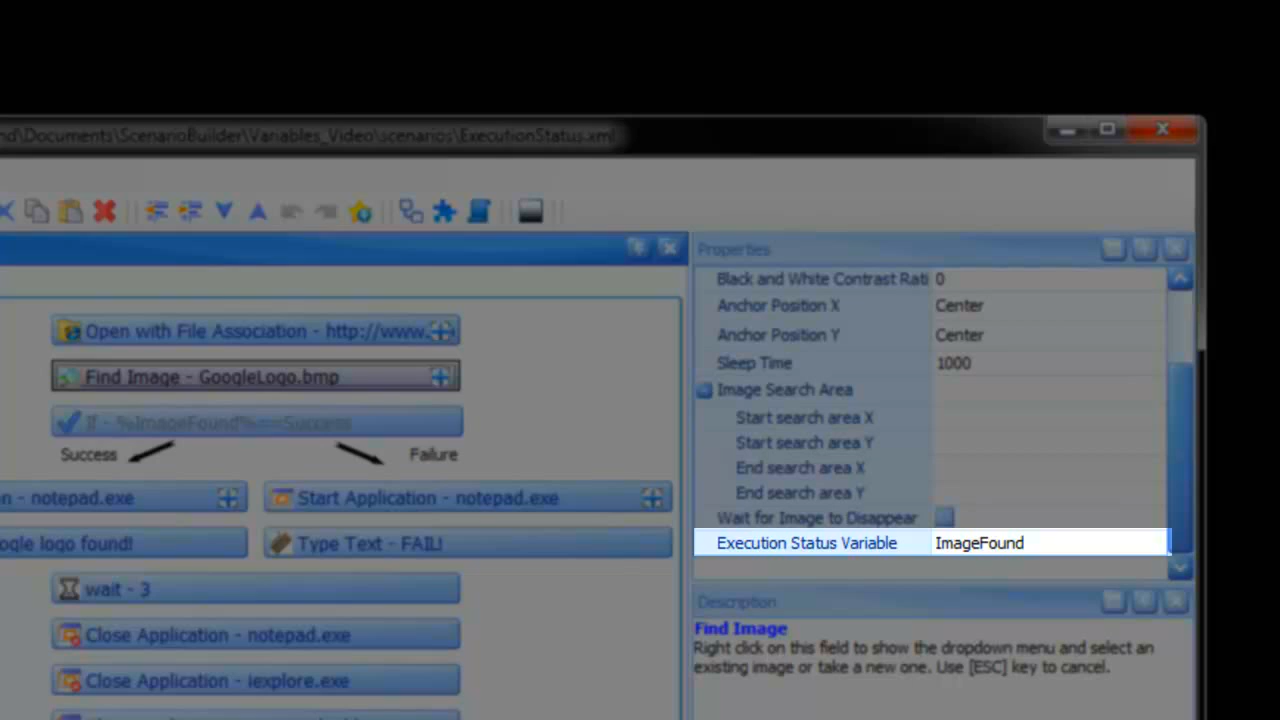 \Documents\ScenarioBuilder\Variables_Video\scenarios\ExecutionStatus.xml
Open with File Association - http://www.
Find Image - GoogleLogo.bmp
If - %ImageFound%==Success
Success
Failure
- notepad.exe
Start Application - notepad.exe
logo found!
Type Text - FAIL!
wait - 3
Close Application - notepad.exe
Close Application - iexplore.exe
Properties
Black and White Contrast Rati 0
Anchor Position X Center
Anchor Position Y Center
Sleep Time 1000
Image Search Area
Start search area X
Start search area Y
End search area X
End search area Y
Wait for Image to Disappear
Execution Status Variable ImageFound
Description
Find Image
Right click on this field to show the dropdown menu and select an
existing image or take a new one. Use [ESC] key to cancel.